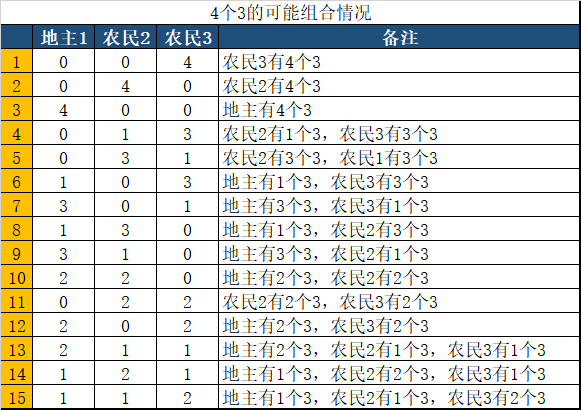 4个3的可能组合情况
地主1 农民2 农民3 备注
1 0 0 4 农民3有4个3
2 0 4 0 农民2有4个3
3 4 0 0 地主有4个3
4 0 1 3 农民2有1个3，农民3有3个3
5 0 3 1 农民2有3个3，农民1有3个3
6 1 0 3 地主有1个3，农民3有三个3
7 3 0 1 地主有3个3，农民3有1个3
8 1 3 0 地主有1个3，农民2有3个3
9 3 1 0 地主有3个3，农民2有1个3
10 2 2 0 地主有2个3，农民2有2个3
11 0 2 2 农民2有2个3，农民3有2个3
12 2 0 2 地主有2个3，农民3有2个3
13 2 1 1 地主有2个3，农民2有1个3，农民3有1个3
14 1 2 1 地主有1个3，农民2有2个3，农民3有1个3
15 1 1 2 地主有1个3，农民2有1个3，农民3有2个3